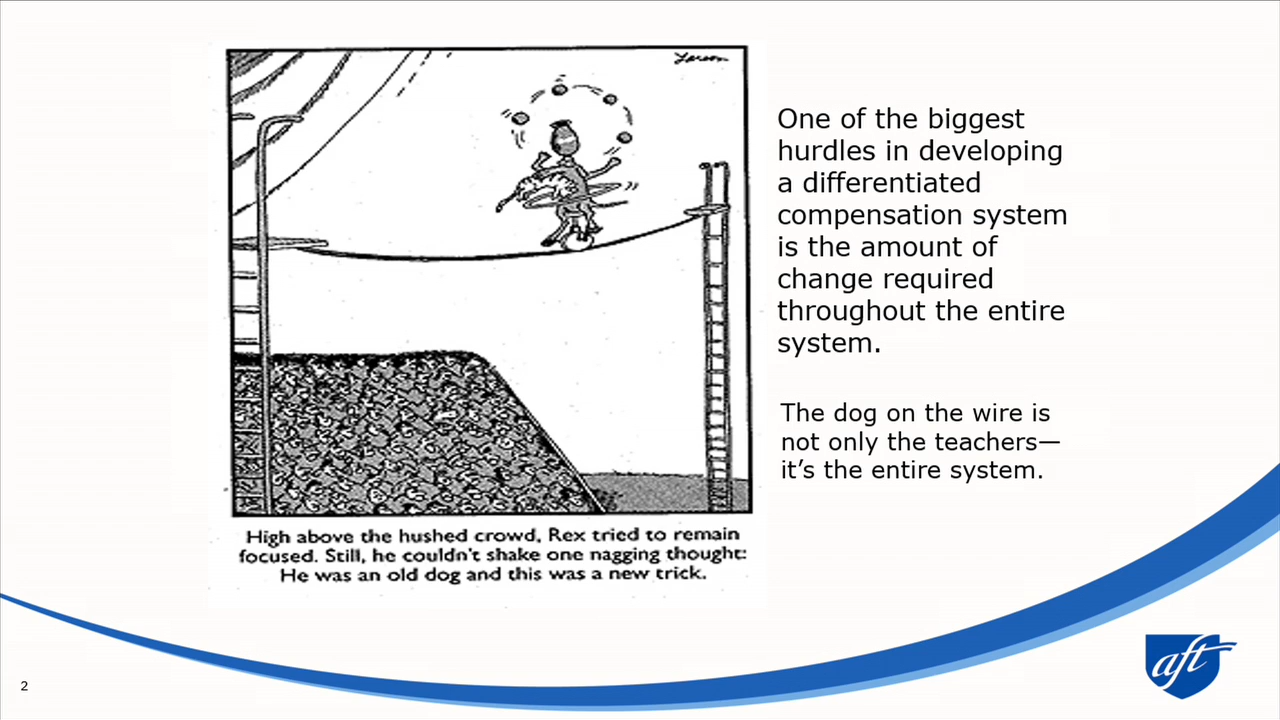 Larson
High above the hushed crowd, Rex tried to remain
focused. Still, he couldn't shake one nagging thought:
He was an old dog and this was a new trick.
One of the biggest
hurdles in developing
a differentiated
compensation system
is the amount of
change required
throughout the entire
system.
The dog on the wire is
not only the teachers—
it’s the entire system.
2
aft